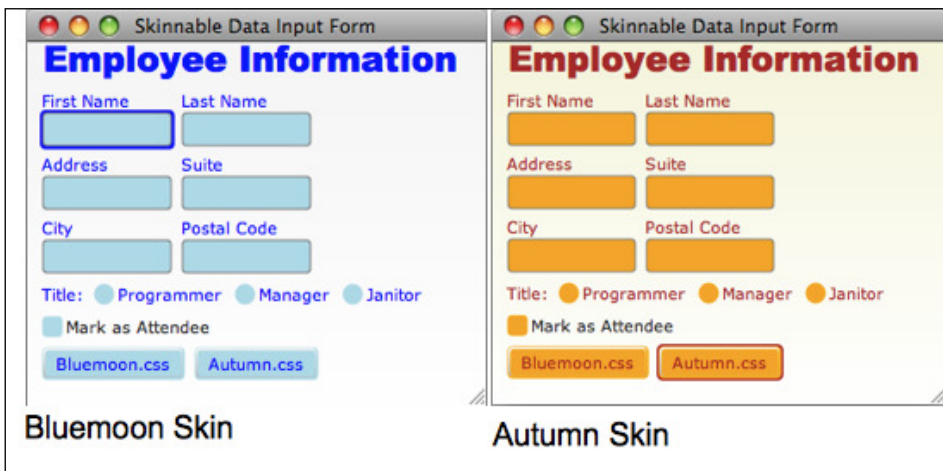 Skinnable Data Input Form
Employee Information
First Name Last Name
Address Suite
City Postal Code
Title: Programmer Manager Janitor
Mark as Attendee
Bluemoon.css Autumn.css
Bluemoon Skin
Skinnable Data Input Form
Employee Information
First Name Last Name
Address Suite
City Postal Code
Title: Programmer Manager Janitor
Mark as Attendee
Bluemoon.css Autumn.css
Autumn Skin